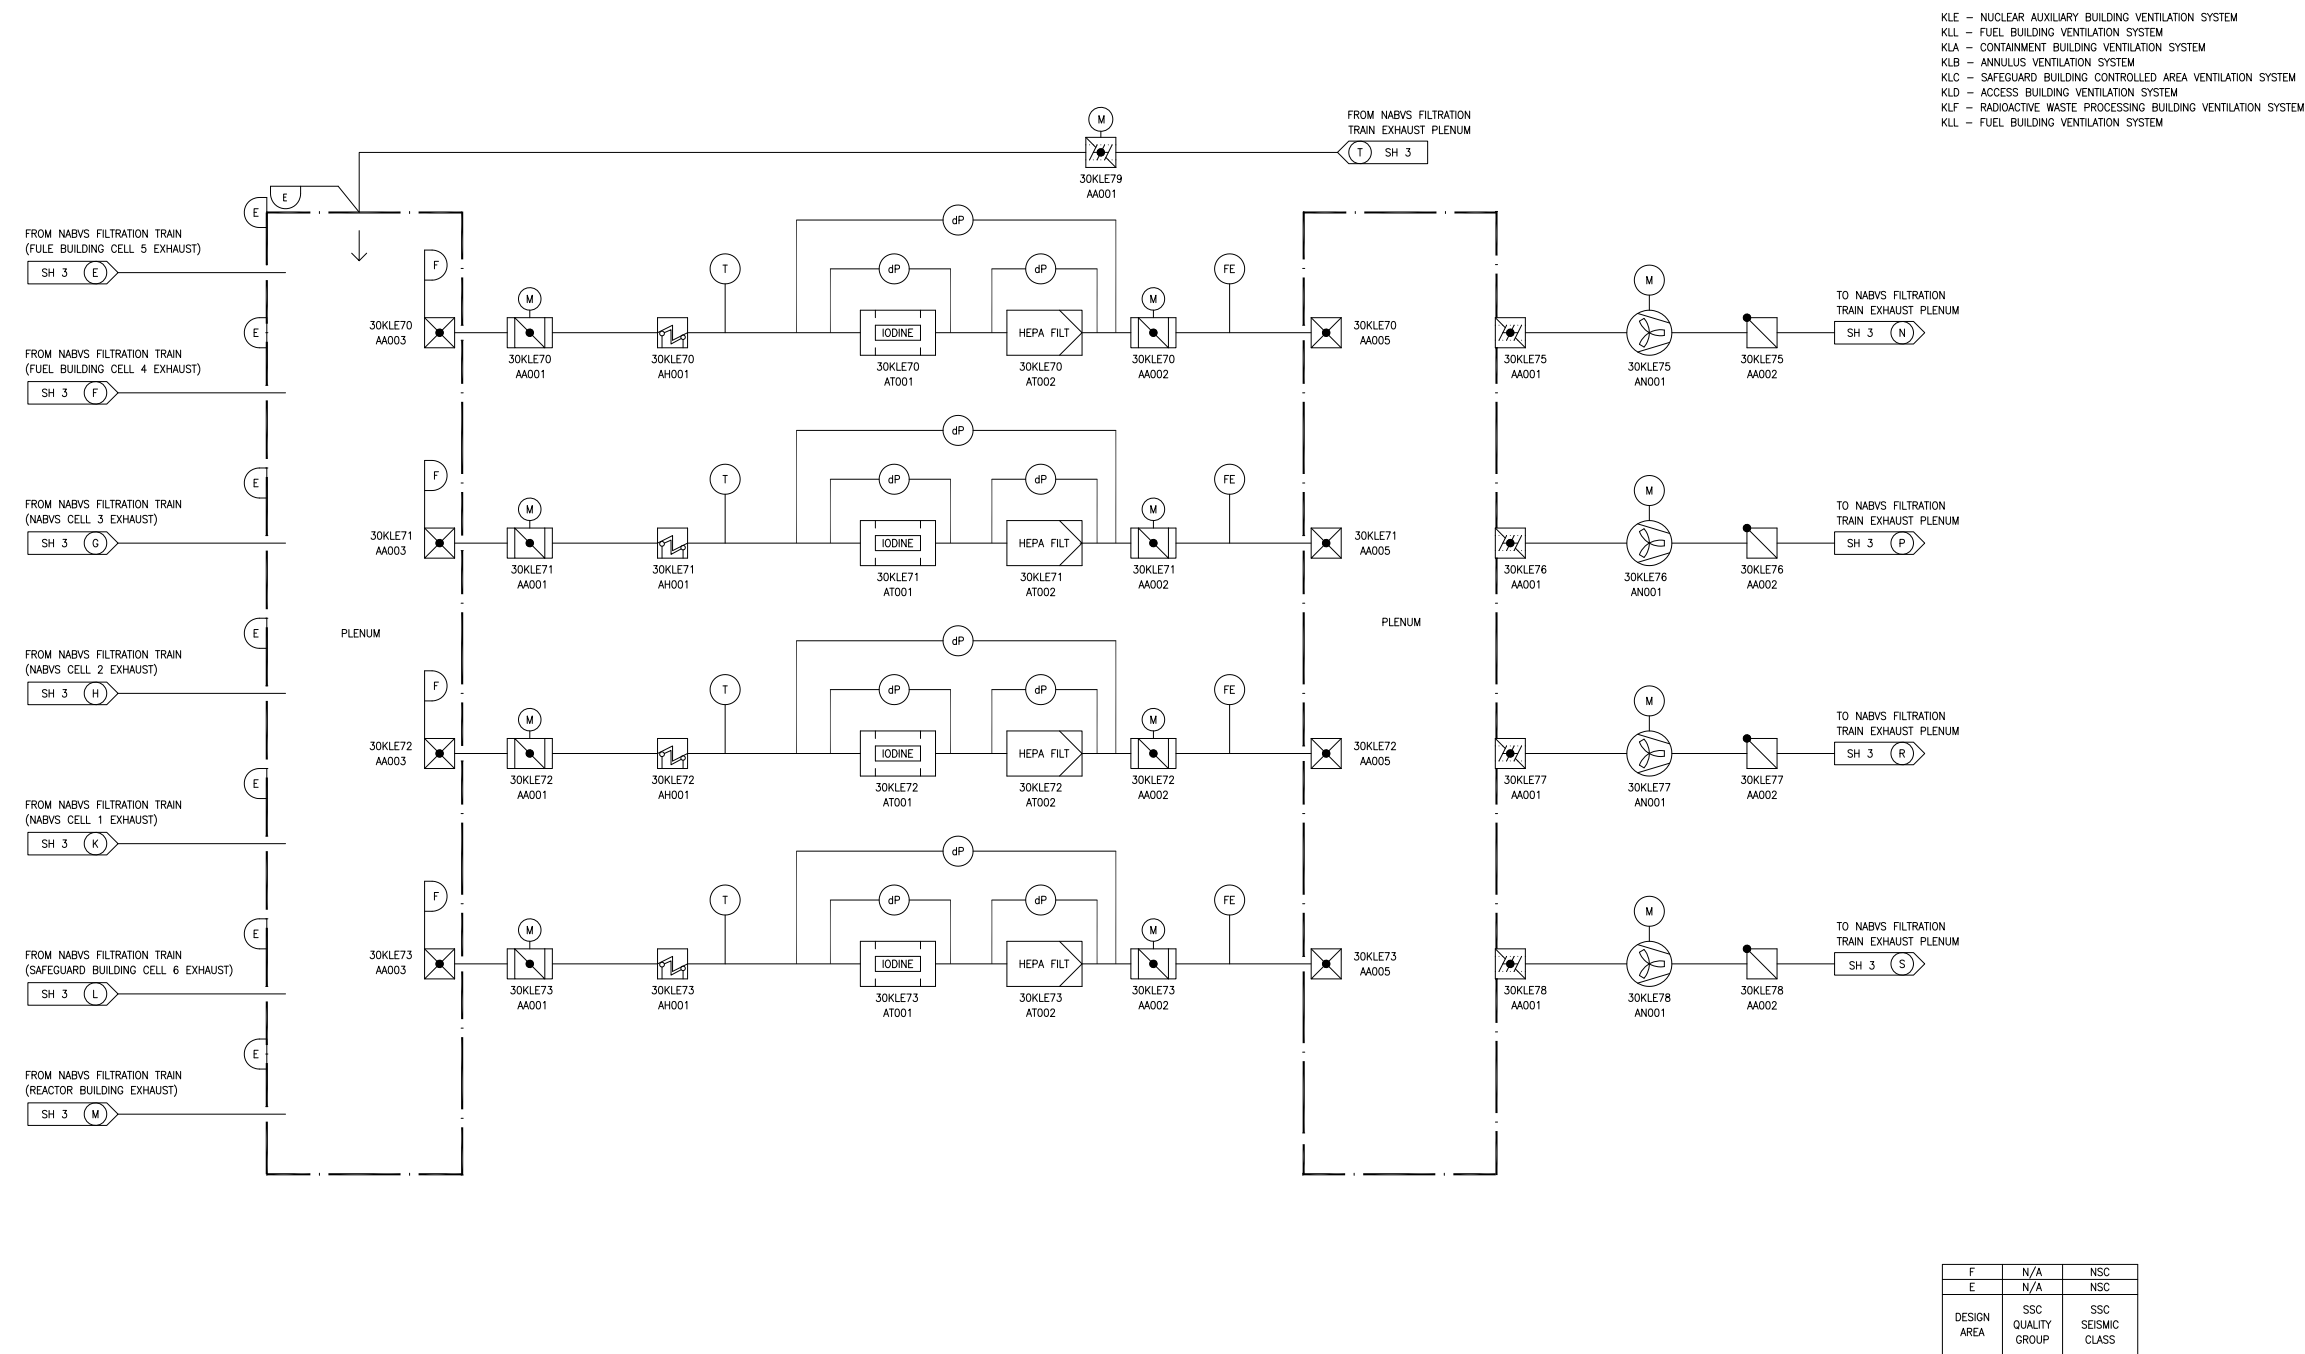 KLE – NUCLEAR AUXILIARY BUILDING VENTILATION SYSTEM
KLL – FUEL BUILDING VENTILATION SYSTEM
KLA – CONTAINMENT BUILDING VENTILATION SYSTEM
KLB – ANNULUS VENTILATION SYSTEM
KLC – SAFEGUARD BUILDING CONTROLLED AREA VENTILATION SYSTEM
KLD – ACCESS BUILDING VENTILATION SYSTEM
KLF – RADIOACTIVE WASTE PROCESSING BUILDING VENTILATION SYSTEM
KLL – FUEL BUILDING VENTILATION SYSTEM
M
30KLE79
AA001
FROM NABVS FILTRATION
TRAIN EXHAUST PLENUM
T SH 3
E
E
FROM NABVS FILTRATION TRAIN
(FULE BUILDING CELL 5 EXHAUST)
SH 3 E
E
FROM NABVS FILTRATION TRAIN
(FUEL BUILDING CELL 4 EXHAUST)
SH 3 F
E
FROM NABVS FILTRATION TRAIN
(NABVS CELL 3 EXHAUST)
SH 3 G
E
FROM NABVS FILTRATION TRAIN
(NABVS CELL 2 EXHAUST)
SH 3 H
E
FROM NABVS FILTRATION TRAIN
(NABVS CELL 1 EXHAUST)
SH 3 K
E
FROM NABVS FILTRATION TRAIN
(SAFEGUARD BUILDING CELL 6 EXHAUST)
SH 3 L
E
FROM NABVS FILTRATION TRAIN
(REACTOR BUILDING EXHAUST)
SH 3 M
PLENUM
F
30KLE70
AA003
M
30KLE70
AA001
30KLE70
AH001
T
dP
dP
dP
IODINE
30KLE70
AT001
HEPA FILT
30KLE70
AT002
M
30KLE70
AA002
FE
30KLE70
AA005
30KLE75
AA001
M
30KLE75
AN001
30KLE75
AA002
TO NABVS FILTRATION
TRAIN EXHAUST PLENUM
SH 3 N
F
30KLE71
AA003
M
30KLE71
AA001
30KLE71
AH001
T
dP
dP
dP
IODINE
30KLE71
AT001
HEPA FILT
30KLE71
AT002
M
30KLE71
AA002
FE
30KLE71
AA005
30KLE76
AA001
M
30KLE76
AN001
30KLE76
AA002
TO NABVS FILTRATION
TRAIN EXHAUST PLENUM
SH 3 P
PLENUM
F
30KLE72
AA003
M
30KLE72
AA001
30KLE72
AH001
T
dP
dP
dP
IODINE
30KLE72
AT001
HEPA FILT
30KLE72
AT002
M
30KLE72
AA002
FE
30KLE72
AA005
30KLE77
AA001
M
30KLE77
AN001
30KLE77
AA002
TO NABVS FILTRATION
TRAIN EXHAUST PLENUM
SH 3 R
F
30KLE73
AA003
M
30KLE73
AA001
30KLE73
AH001
T
dP
dP
dP
IODINE
30KLE73
AT001
HEPA FILT
30KLE73
AT002
M
30KLE73
AA002
FE
30KLE73
AA005
30KLE78
AA001
M
30KLE78
AN001
30KLE78
AA002
TO NABVS FILTRATION
TRAIN EXHAUST PLENUM
SH 3 S
F N/A NSC
E N/A NSC
DESIGN
AREA
SSC
QUALITY
GROUP
SSC
SEISMIC
CLASS